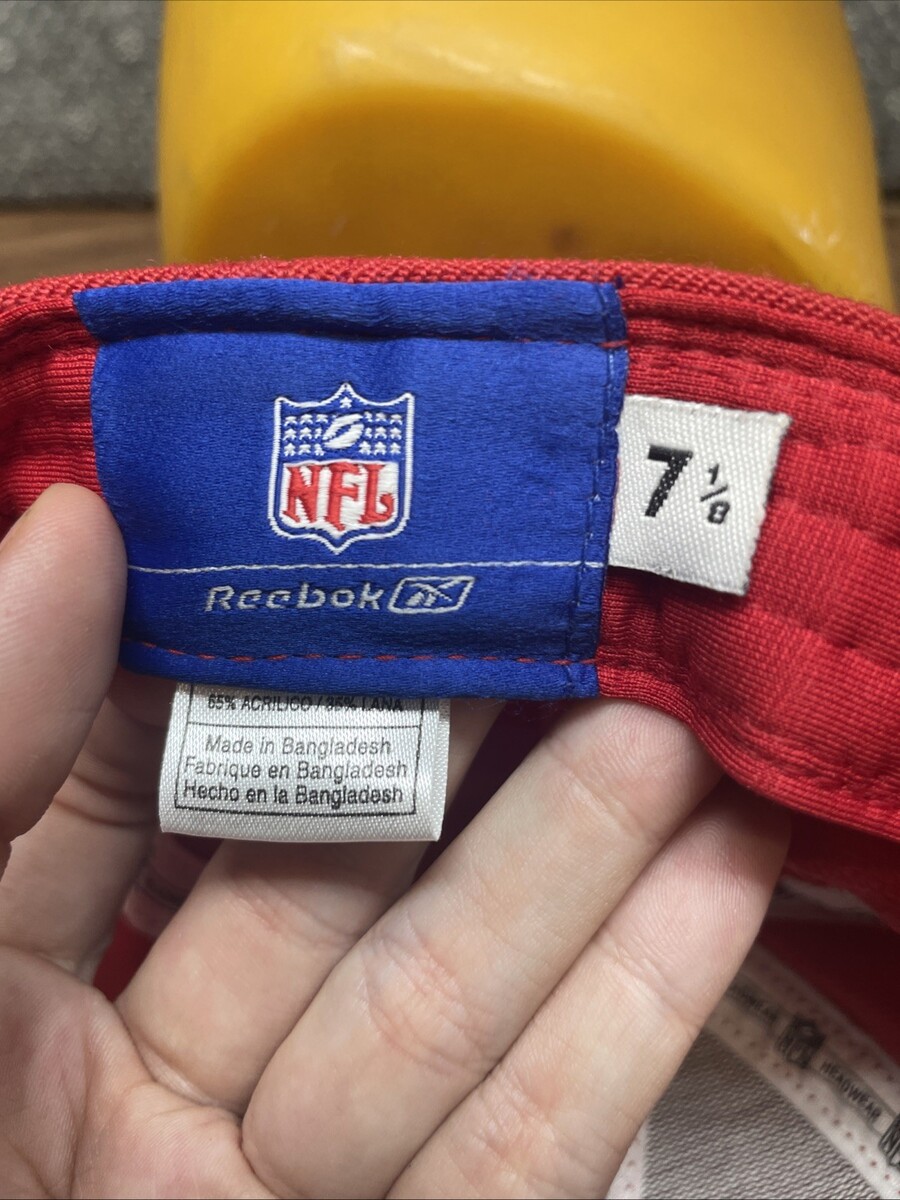 NFL
Reebok
7 1/8
65% ACRILICO / 35% LANA
Made in Bangladesh
Fabrique en Bangladesh
Hecho en la Bangladesh
HEADWEAR